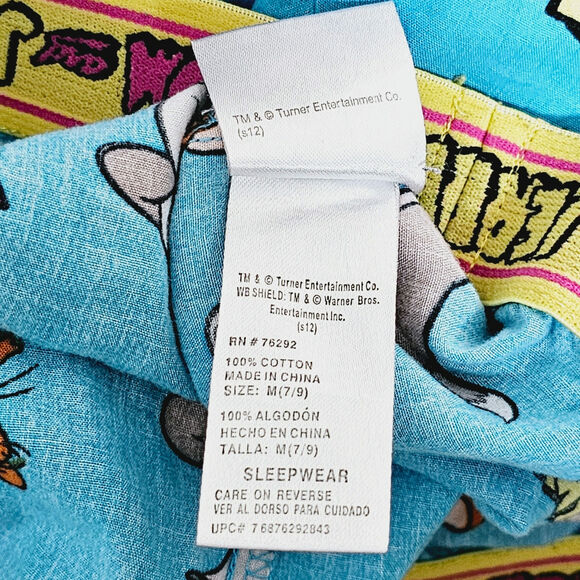 AND
TM & © Turner Entertainment Co.
(s12)
TM & © Turner Entertainment Co.
WB SHIELD: TM & © Warner Bros.
Entertainment Inc.
(s12)
RN # 76292
100% COTTON
MADE IN CHINA
SIZE: M(7/9)
100% ALGODÓN
HECHO EN CHINA
TALLA: M(7/9)
SLEEPWEAR
CARE ON REVERSE
VER AL DORSO PARA CUIDADO
UPC# 7 6876292843